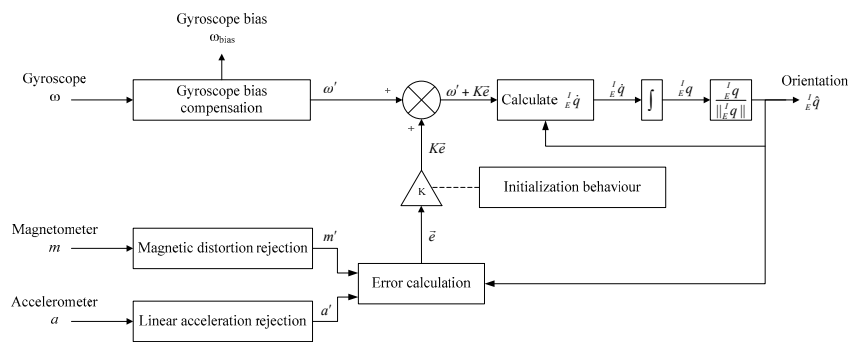 Gyroscope bias
ω_bias
Gyroscope
ω
Gyroscope bias
compensation
ω′
+
+
ω′ + Ke⃗
Calculate ᴵ_E q̇
ᴵ_E q̇
∫
ᴵ_E q
ᴵ_E q
‖ᴵ_E q‖
Orientation
ᴵ_E q̂
Ke⃗
K
Initialization behaviour
e⃗
Magnetometer
m
Magnetic distortion rejection
m′
Error calculation
Accelerometer
a
Linear acceleration rejection
a′